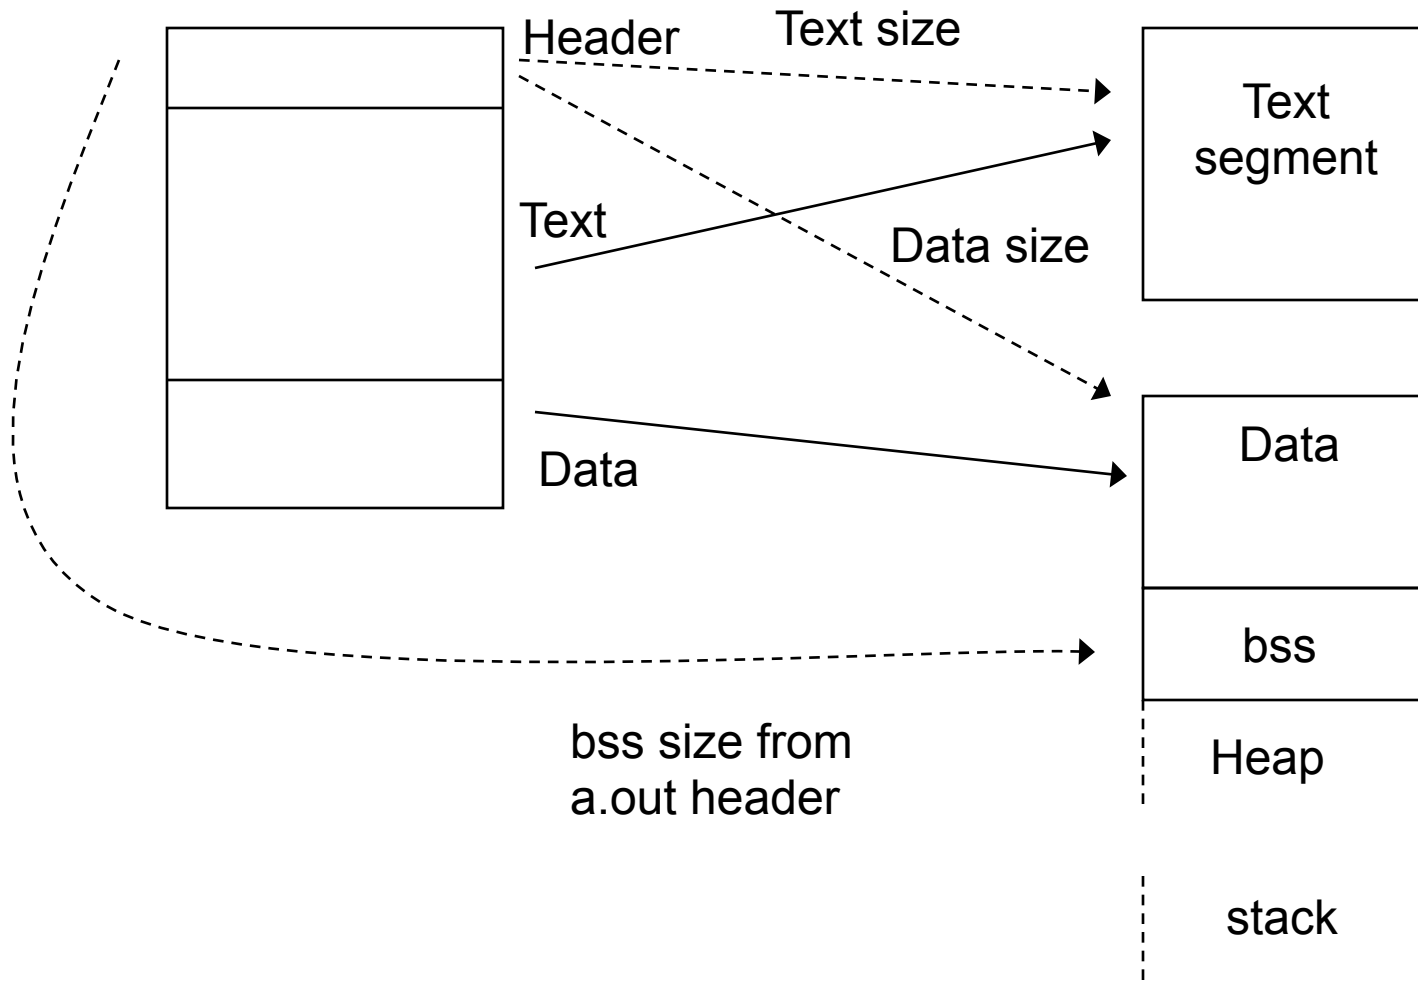 Header
Text size
Text
segment
Text
Data size
Data
Data
bss
bss size from
a.out header
Heap
stack